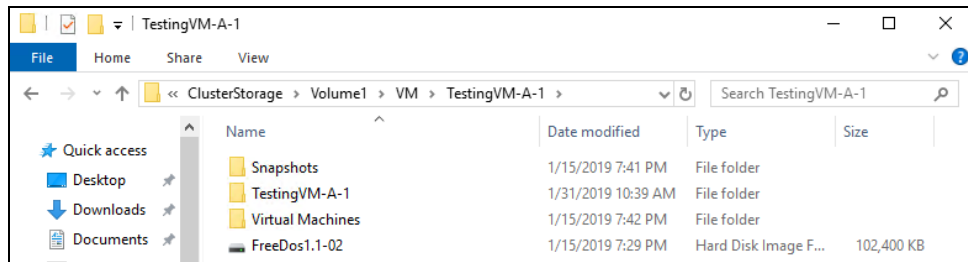 TestingVM-A-1
File Home Share View
« ClusterStorage > Volume1 > VM > TestingVM-A-1 > Search TestingVM-A-1
Name Date modified Type Size
Quick access
Desktop
Downloads
Documents
Snapshots 1/15/2019 7:41 PM File folder
TestingVM-A-1 1/31/2019 10:39 AM File folder
Virtual Machines 1/15/2019 7:42 PM File folder
FreeDos1.1-02 1/15/2019 7:29 PM Hard Disk Image F... 102,400 KB